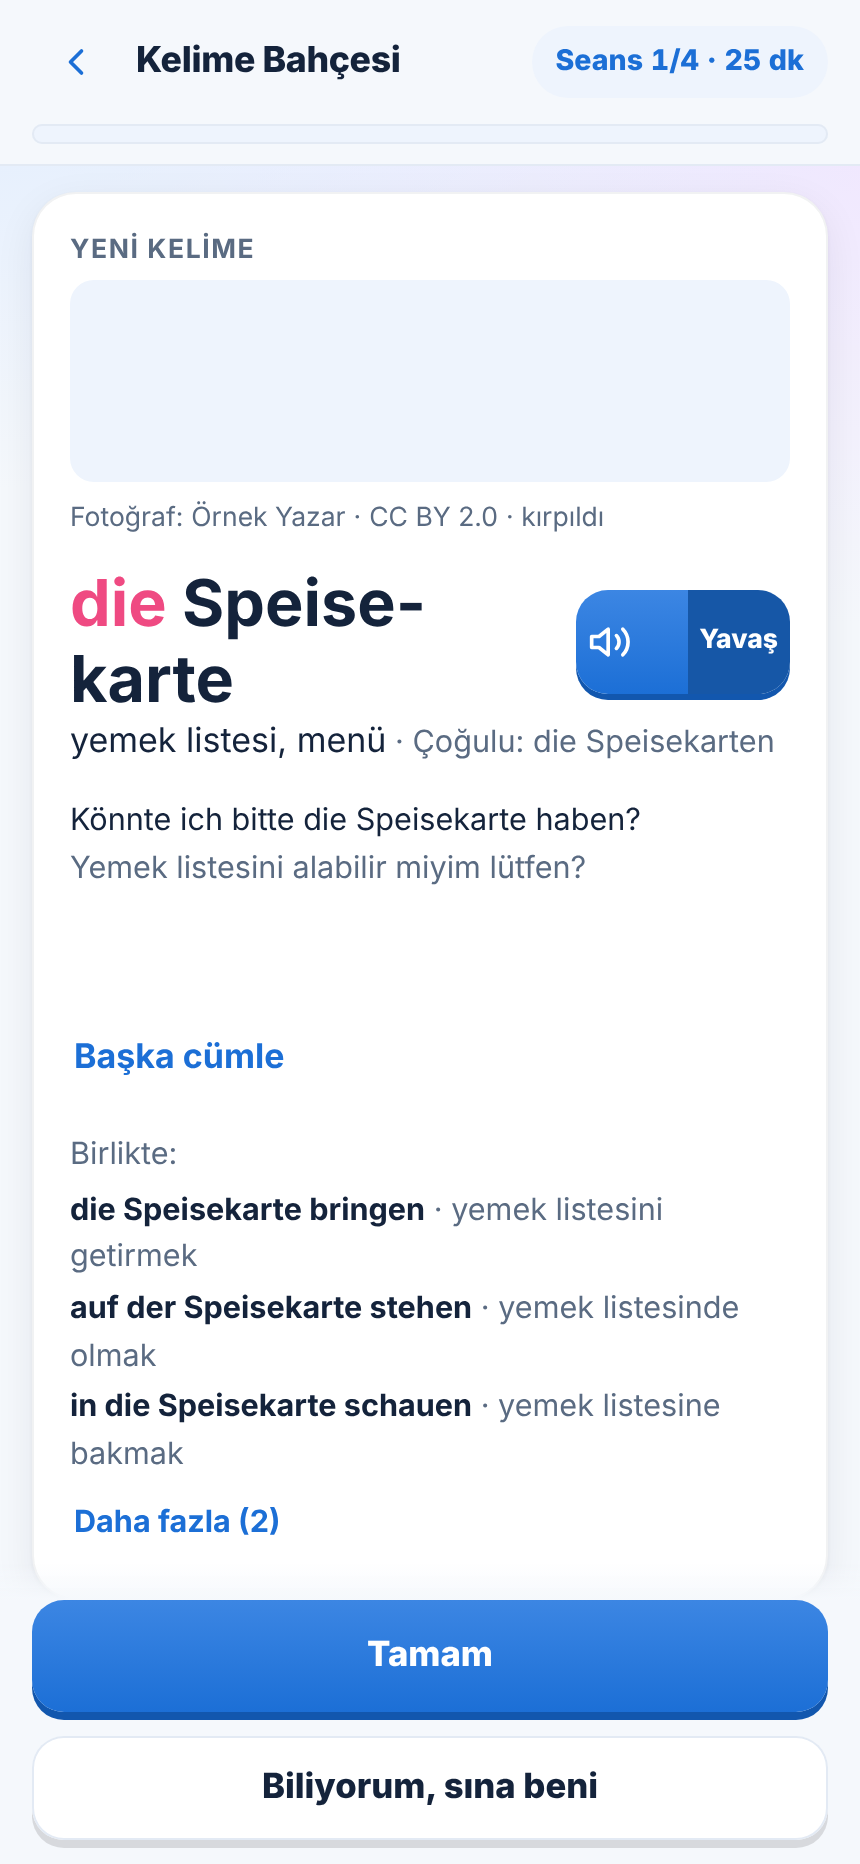 Kelime Bahçesi
Seans 1/4 · 25 dk
YENİ KELİME
Fotoğraf: Örnek Yazar · CC BY 2.0 · kırpıldı
die Speise-
karte
Yavaş
yemek listesi, menü · Çoğulu: die Speisekarten
Könnte ich bitte die Speisekarte haben?
Yemek listesini alabilir miyim lütfen?
Başka cümle
Birlikte:
die Speisekarte bringen · yemek listesini
getirmek
auf der Speisekarte stehen · yemek listesinde
olmak
in die Speisekarte schauen · yemek listesine
bakmak
Daha fazla (2)
Tamam
Biliyorum, sına beni